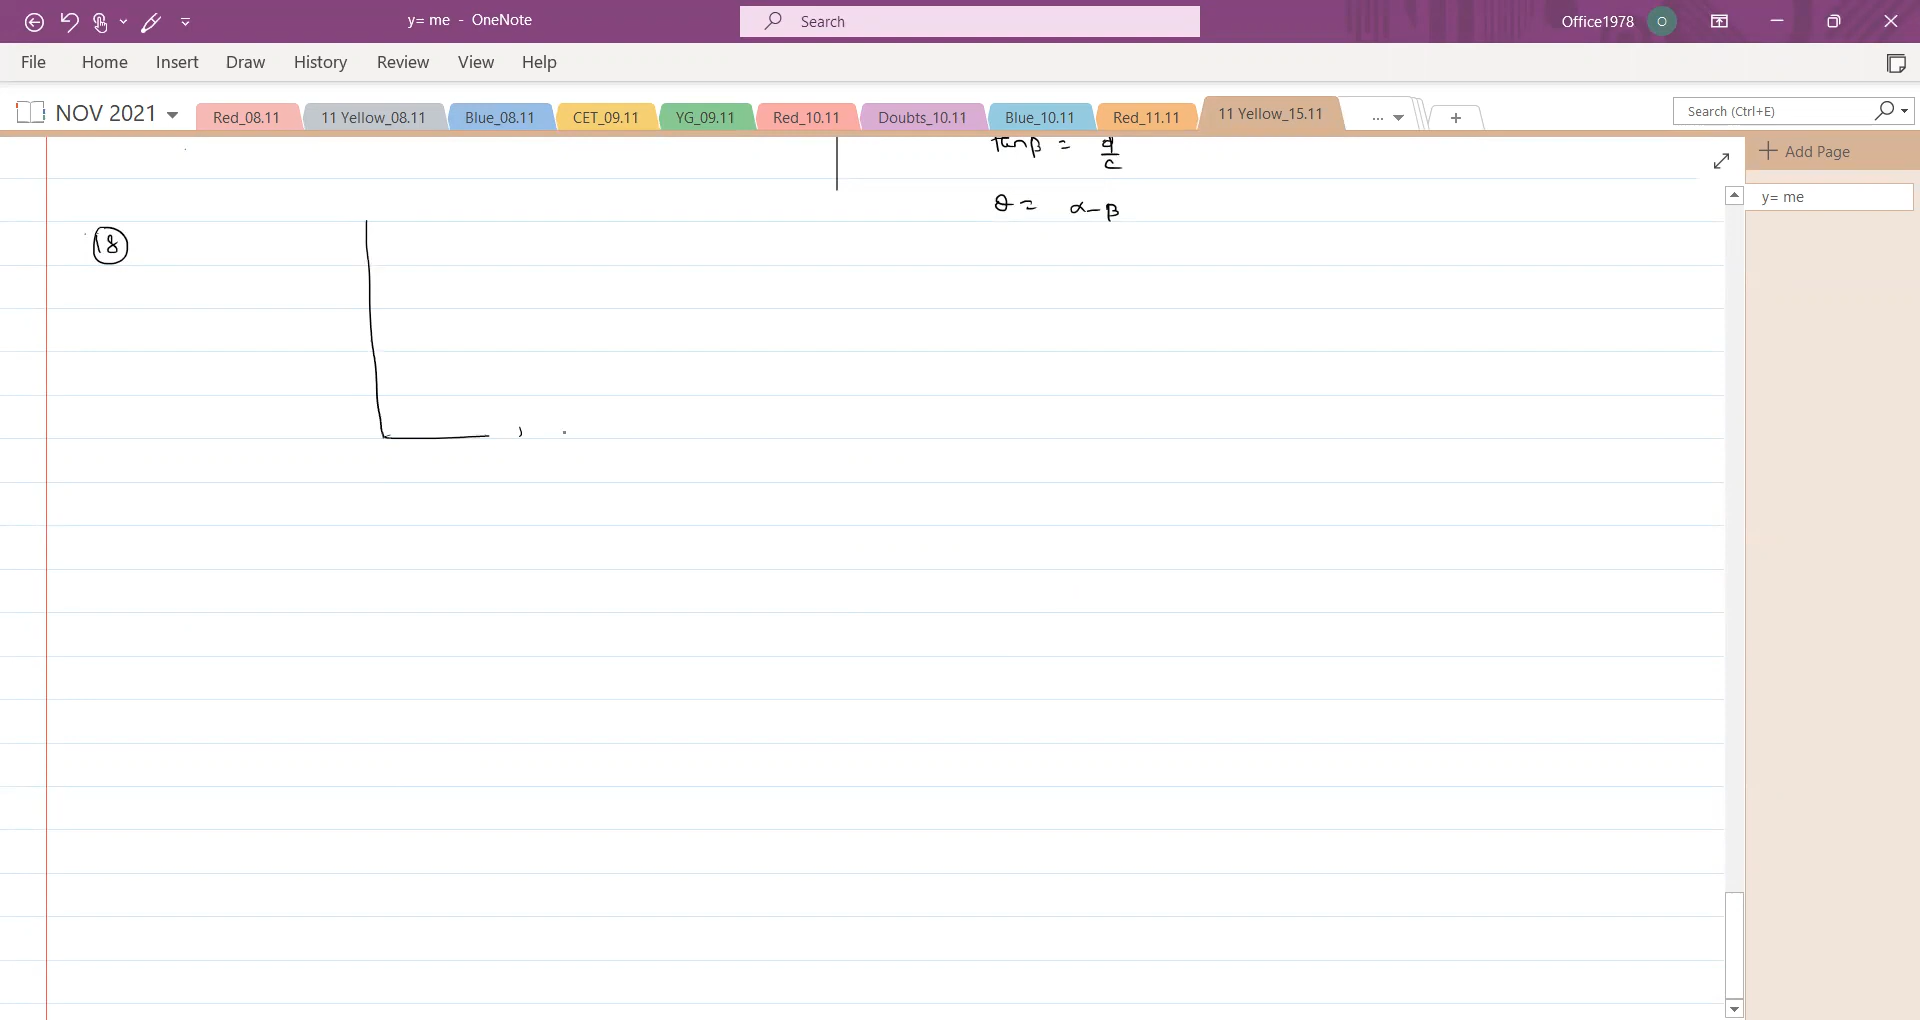 y= me - OneNote
Search
Office1978
O
File Home Insert Draw History Review View Help
NOV 2021
Red_08.11
11 Yellow_08.11
Blue_08.11
CET_09.11
YG_09.11
Red_10.11
Doubts_10.11
Blue_10.11
Red_11.11
11 Yellow_15.11
...
+
Search (Ctrl+E)
Add Page
y= me
tanβ = d/c
θ = α-β
18